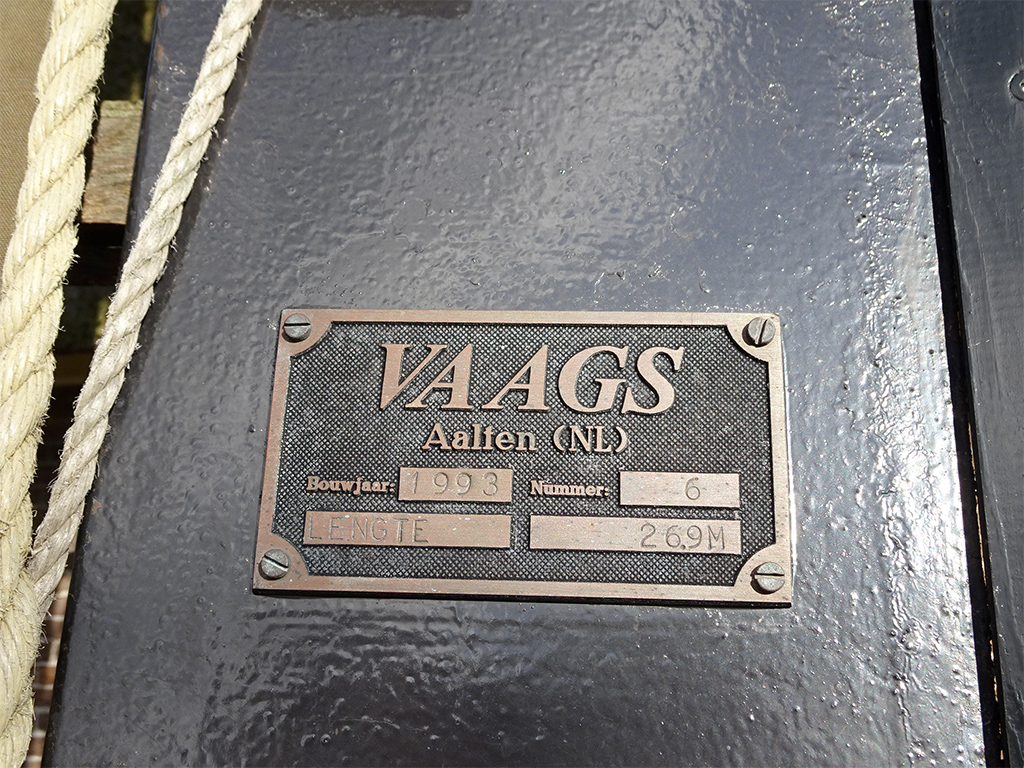 VAAGS
Aalten (NL)
Bouwjaar: 1993 Nummer: 6
LENGTE 26.9M